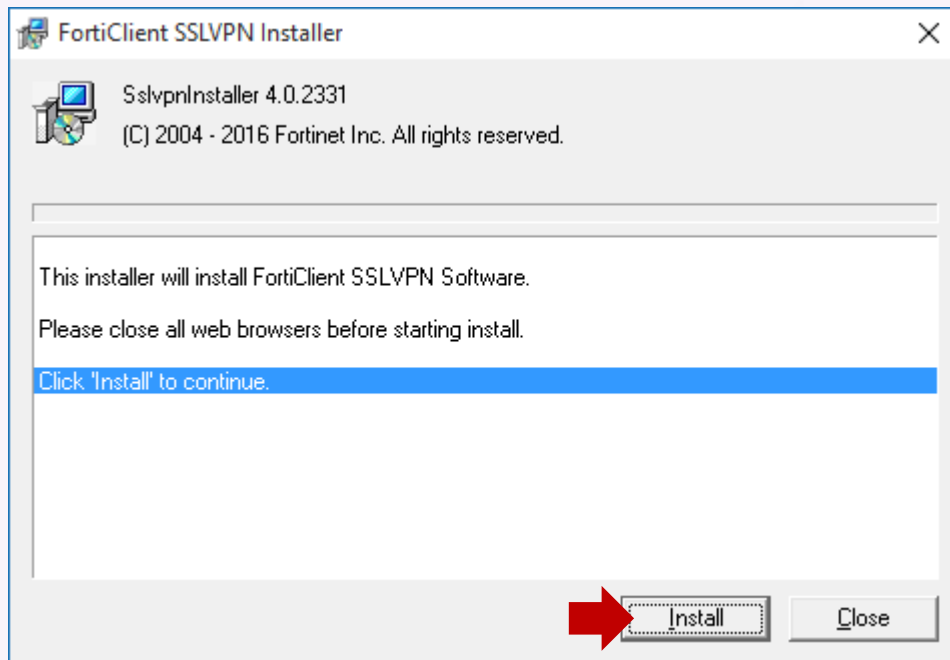 FortiClient SSLVPN Installer
SslvpnInstaller 4.0.2331
(C) 2004 - 2016 Fortinet Inc. All rights reserved.
This installer will install FortiClient SSLVPN Software.
Please close all web browsers before starting install.
Click 'Install' to continue.
Install
Close